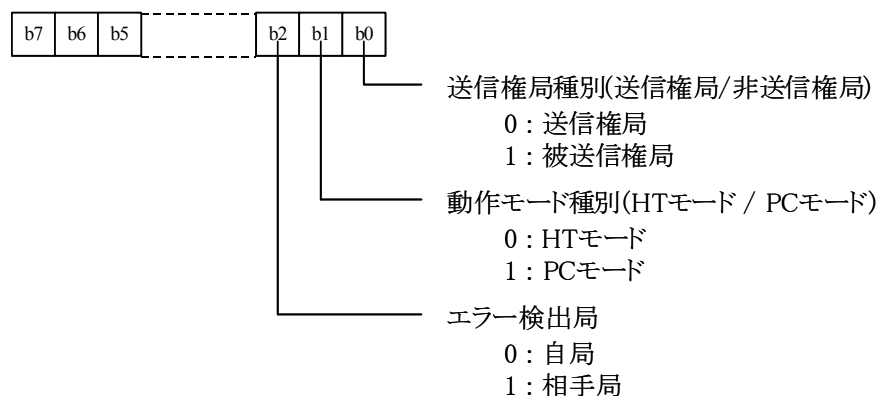 b7 b6 b5 b2 b1 b0
送信権局種別(送信権局/非送信権局)
0 : 送信権局
1 : 被送信権局
動作モード種別(HTモード / PCモード)
0 : HTモード
1 : PCモード
エラー検出局
0 : 自局
1 : 相手局